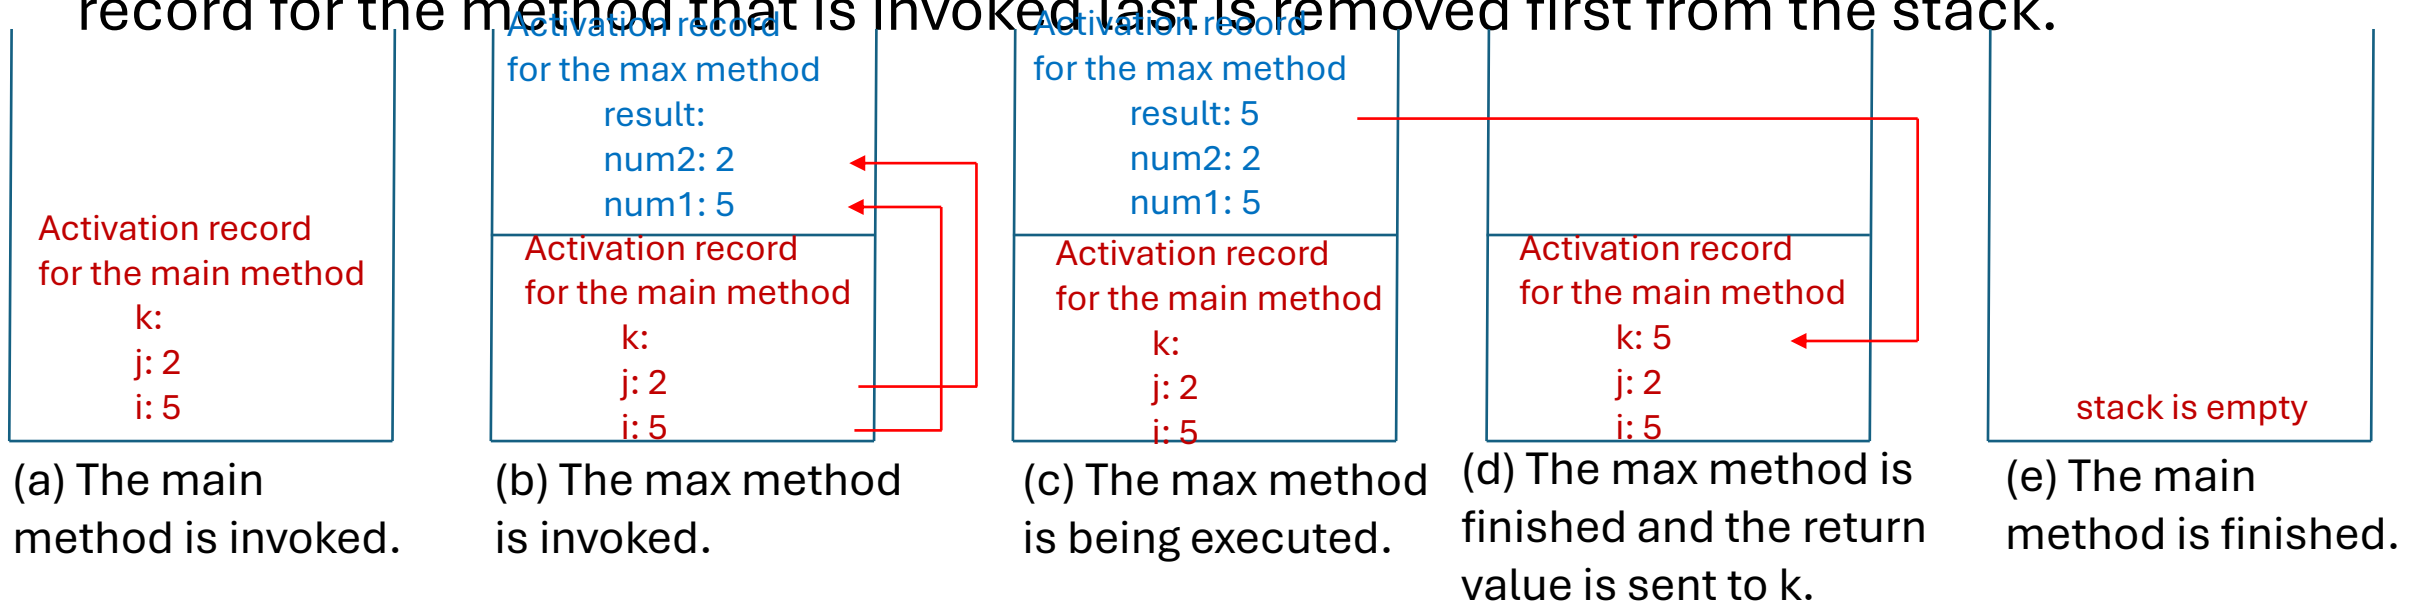 record for the method that is invoked last is removed first from the stack.
Activation record
for the main method
k:
j: 2
i: 5
(a) The main
method is invoked.
Activation record
for the max method
result:
num2: 2
num1: 5
Activation record
for the main method
k:
j: 2
i: 5
(b) The max method
is invoked.
Activation record
for the max method
result: 5
num2: 2
num1: 5
Activation record
for the main method
k:
j: 2
i: 5
(c) The max method
is being executed.
Activation record
for the main method
k: 5
j: 2
i: 5
(d) The max method is
finished and the return
value is sent to k.
stack is empty
(e) The main
method is finished.